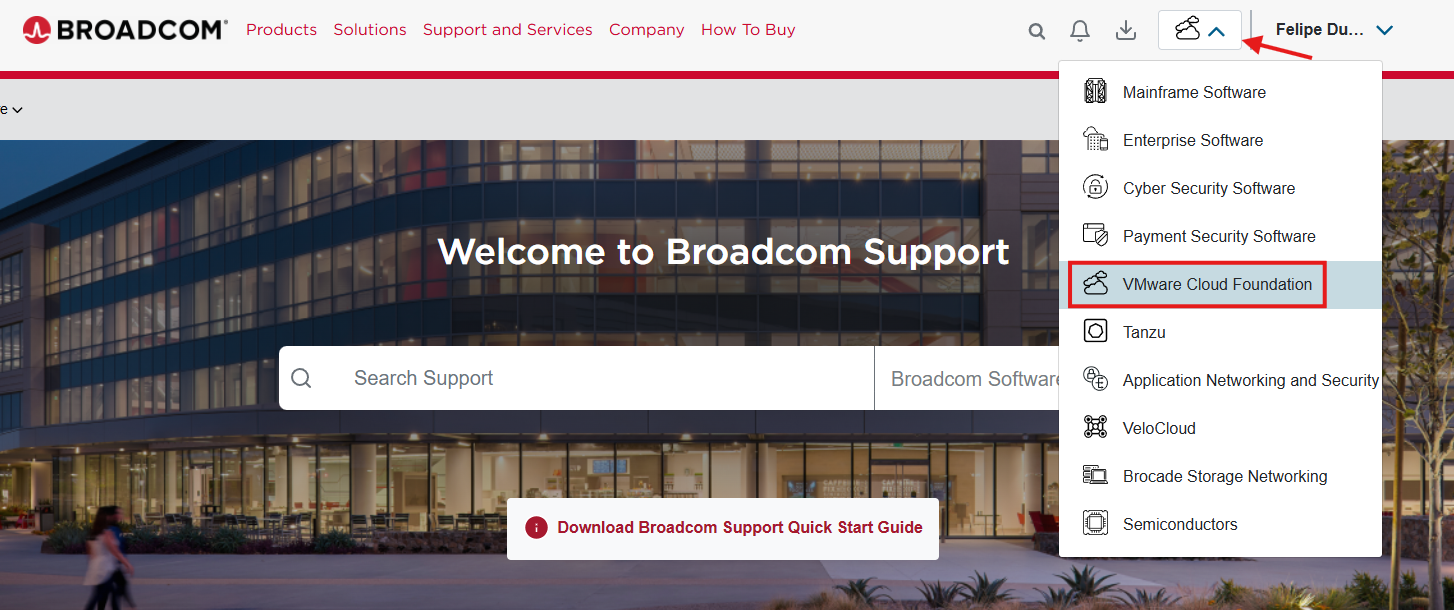 BROADCOM®
Products Solutions Support and Services Company How To Buy
Felipe Du...
e
Mainframe Software
Enterprise Software
Cyber Security Software
Payment Security Software
VMware Cloud Foundation
Tanzu
Application Networking and Security
VeloCloud
Brocade Storage Networking
Semiconductors
Welcome to Broadcom Support
Search Support
Broadcom Software
Download Broadcom Support Quick Start Guide